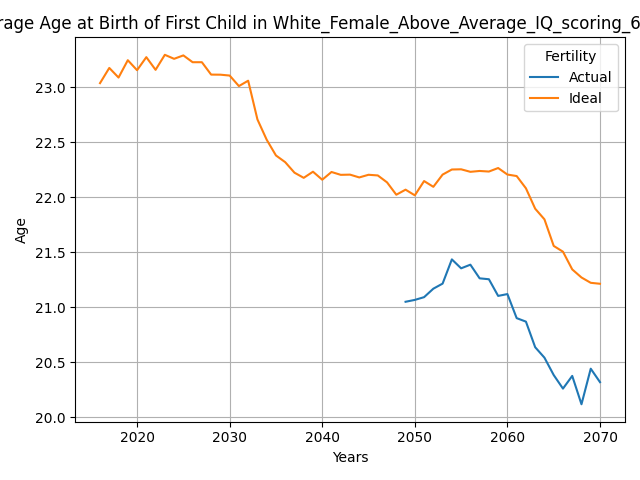 rage Age at Birth of First Child in White_Female_Above_Average_IQ_scoring_6
Fertility
Actual
Ideal
23.0
22.5
22.0
21.5
21.0
20.5
20.0
Age
2020 2030 2040 2050 2060 2070
Years